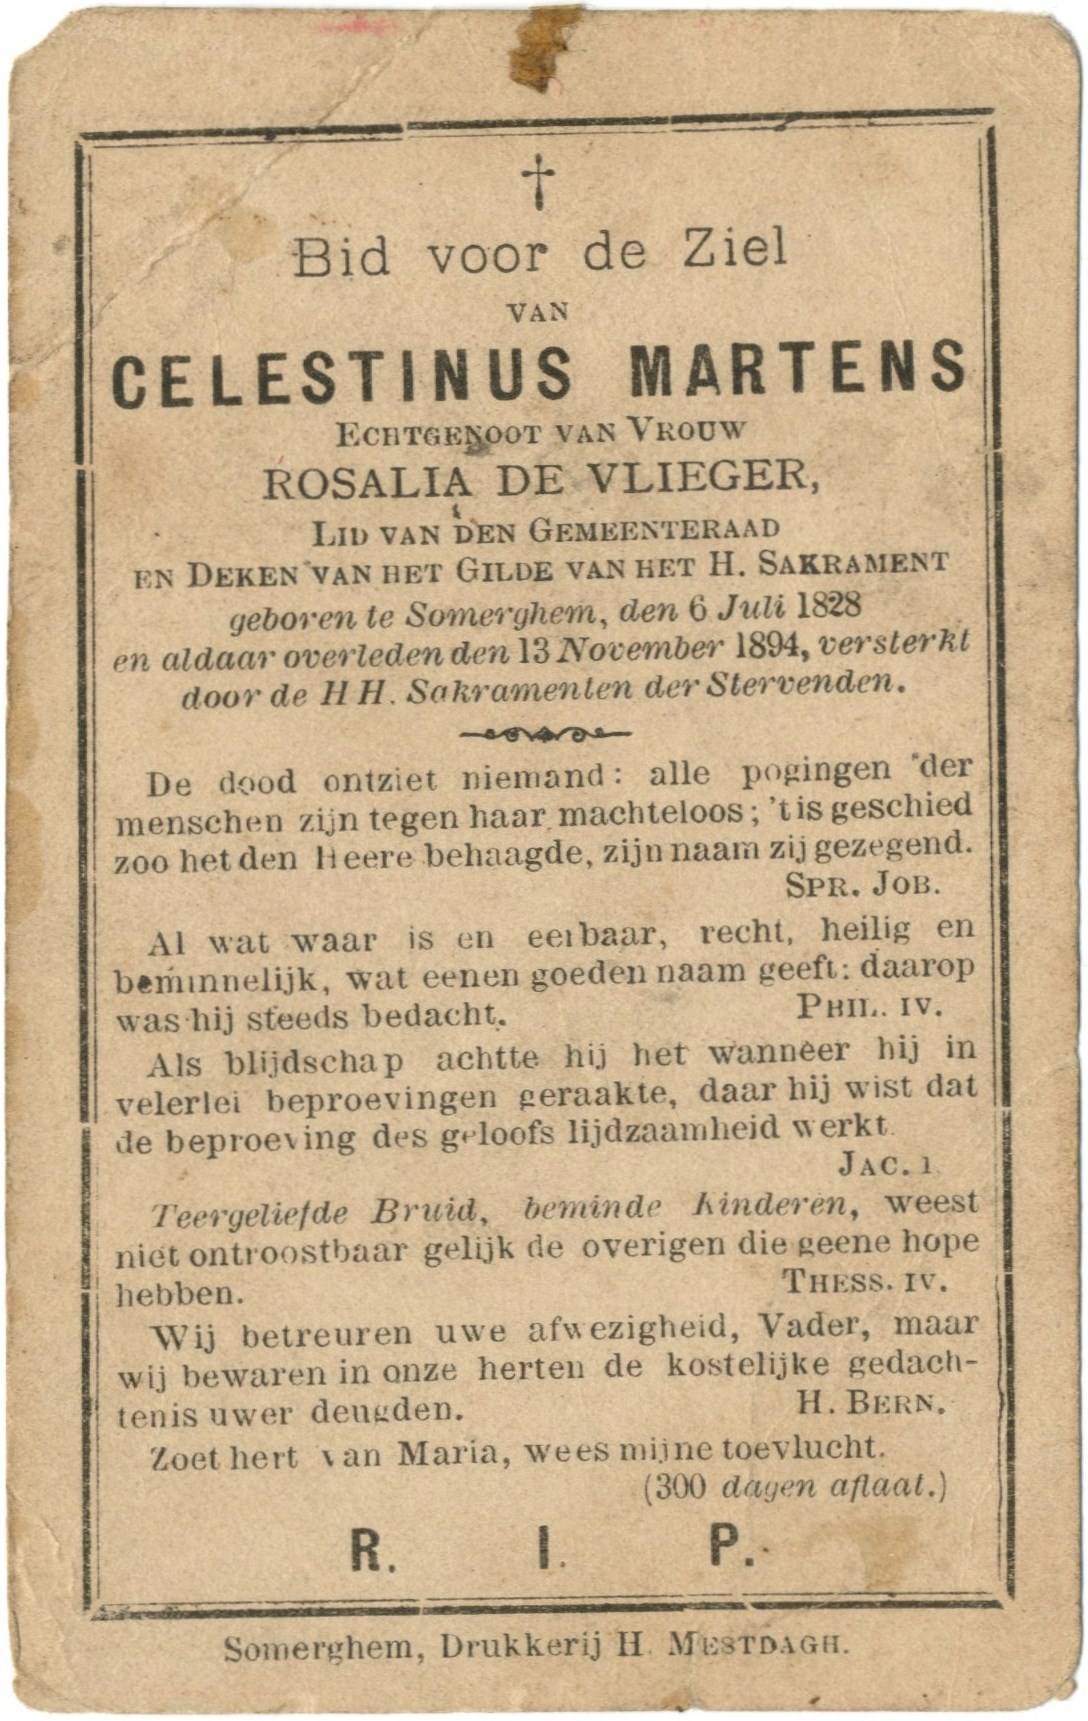 Bid voor de Ziel
VAN
CELESTINUS MARTENS
ECHTGENOOT VAN VROUW
ROSALIA DE VLIEGER,
LID VAN DEN GEMEENTERAAD
EN DEKEN VAN HET GILDE VAN HET H. SAKRAMENT
geboren te Somerghem, den 6 Juli 1828
en aldaar overleden den 13 November 1894, versterkt
door de HH. Sakramenten der Stervenden.
De dood ontziet niemand: alle pogingen der
menschen zijn tegen haar machteloos; 't is geschied
zoo het den Heere behaagde, zijn naam zij gezegend.
SPR. JOB.
Al wat waar is en eerbaar, recht, heilig en
beminnelijk, wat eenen goeden naam geeft: daarop
was hij steeds bedacht. PHIL. IV.
Als blijdschap achtte hij het wanneer hij in
velerlei beproevingen geraakte, daar hij wist dat
de beproeving des geloofs lijdzaamheid werkt.
JAC. I.
Teergeliefde Bruid, beminde Kinderen, weest
niet ontroostbaar gelijk de overigen die geene hope
hebben. THESS. IV.
Wij betreuren uwe afwezigheid, Vader, maar
wij bewaren in onze herten de kostelijke gedach-
tenis uwer deugden. H. BERN.
Zoet hert van Maria, wees mijne toevlucht.
(300 dagen aflaat.)
R. I. P.
Somerghem, Drukkerij H. MESTDAGH.